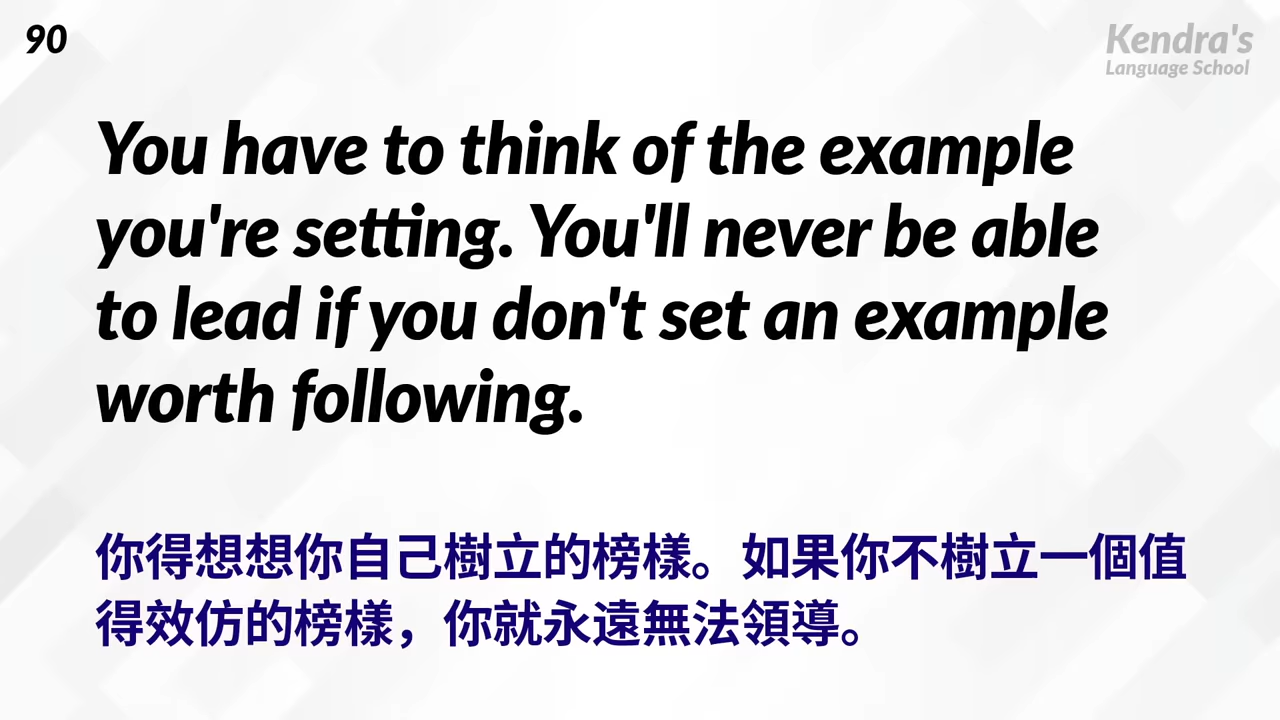 90
Kendra's
Language School
You have to think of the example
you're setting. You'll never be able
to lead if you don't set an example
worth following.
你得想想你自己樹立的榜樣。如果你不樹立一個值
得效仿的榜樣，你就永遠無法領導。